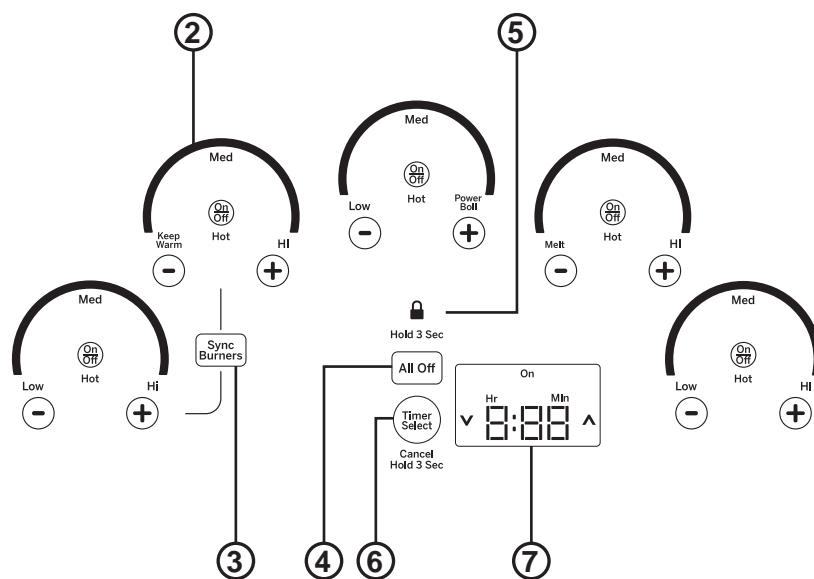 2
5
Med
On
Off
Hot
Keep
Warm
HI
-
+
Med
On
Off
Hot
Low
Power
Boil
-
+
Med
On
Off
Hot
Melt
HI
-
+
Med
On
Off
Hot
Low
Hi
-
+
Sync
Burners
Hold 3 Sec
All Off
Timer
Select
Cancel
Hold 3 Sec
On
Hr
Min
8:88
Med
On
Off
Hot
Low
HI
-
+
3
4
6
7